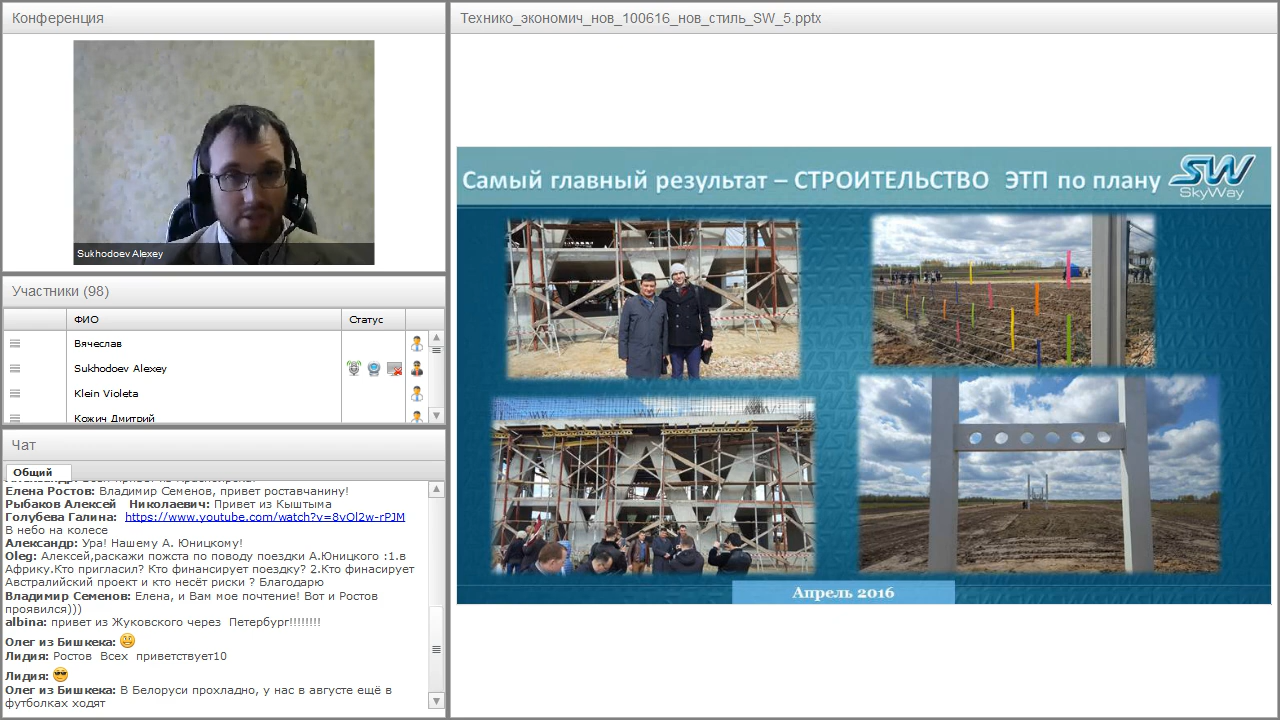 Конференция
Sukhodoev Alexey
Участники (98)
ФИО Статус
Вячеслав
Sukhodoev Alexey
Klein Violeta
Кожич Дмитрий
Чат
Общий
Елена Ростов: Владимир Семенов, привет роставчанину!
Рыбаков Алексей Николаевич: Привет из Кыштыма
Голубева Галина: https://www.youtube.com/watch?v=8vOl2w-rPJM
В небо на колесе
Александр: Ура! Нашему А. Юницкому!
Oleg: Алексей,раскажи пожста по поводу поездки А.Юницкого :1.в
Африку.Кто пригласил? Кто финансирует поездку? 2.Кто финасирует
Австралийский проект и кто несёт риски ? Благодарю
Владимир Семенов: Елена, и Вам мое почтение! Вот и Ростов
проявился)))
albina: привет из Жуковского через Петербург!!!!!!!!
Олег из Бишкека:
Лидия: Ростов Всех приветствует10
Лидия:
Олег из Бишкека: В Белоруси прохладно, у нас в августе ещё в
футболках ходят
Технико_экономич_нов_100616_нов_стиль_SW_5.pptx
Самый главный результат – СТРОИТЕЛЬСТВО ЭТП по плану
SW
SkyWay
Апрель 2016